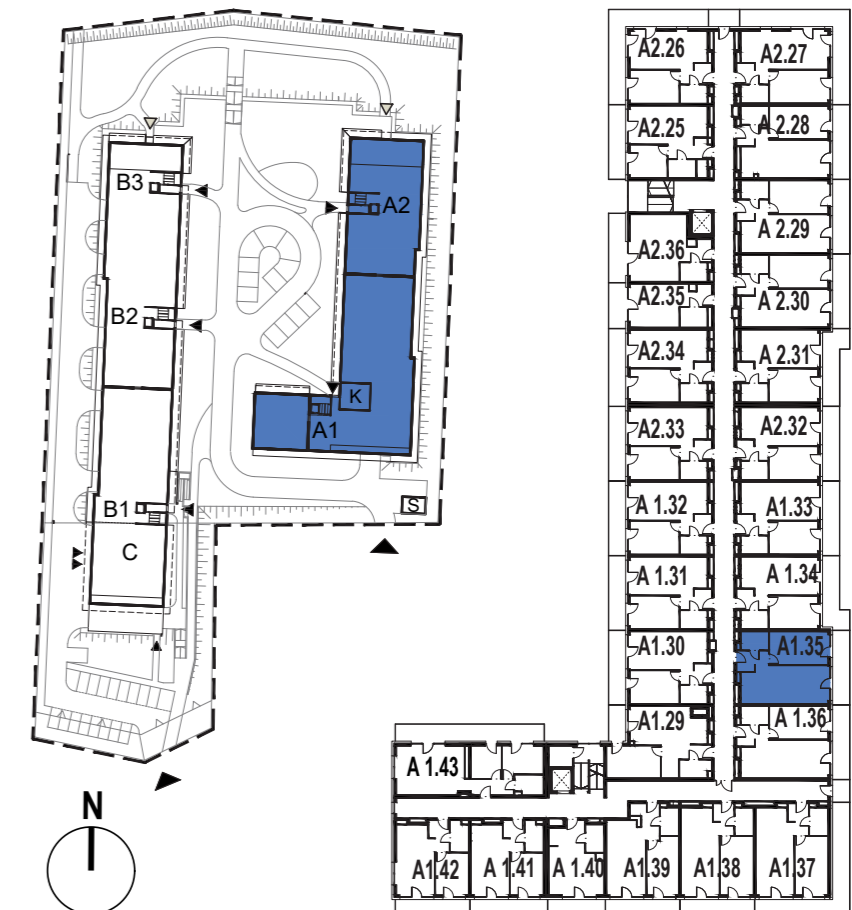 B3
A2
B2
K
A1
B1
S
C
N
A2.26
A2.27
A2.25
A 2.28
A 2.29
A2.36
A2.35
A 2.30
A2.34
A 2.31
A2.33
A2.32
A 1.32
A1.33
A 1.31
A 1.34
A1.30
A1.35
A1.29
A 1.36
A 1.43
A1.42
A 1.41
A 1.40
A1.39
A1.38
A1.37